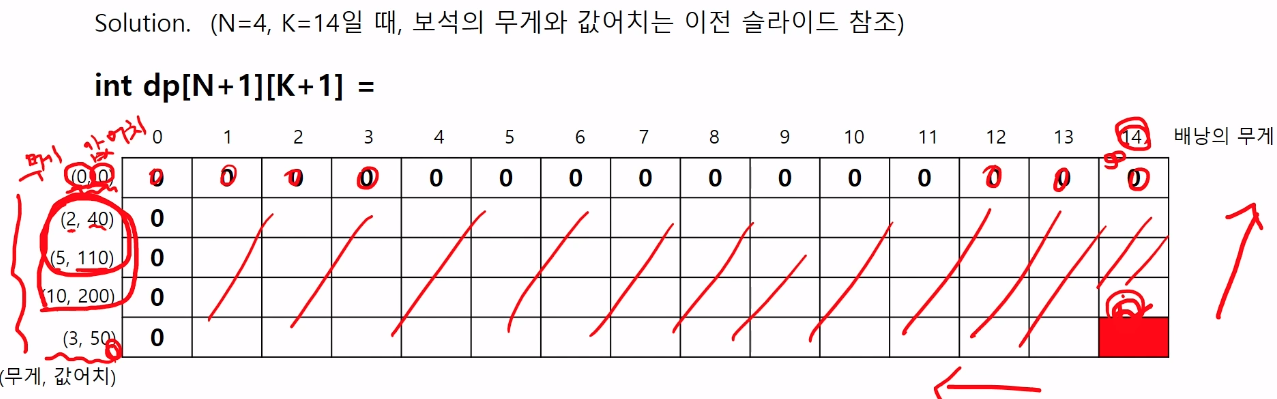 Solution. (N=4, K=14일 때, 보석의 무게와 값어치는 이전 슬라이드 참조)
int dp[N+1][K+1] =
무게 값어치 0 1 2 3 4 5 6 7 8 9 10 11 12 13 14 배낭의 무게
(0, 0) 0 0 0 0 0 0 0 0 0 0 0 0 0 0 0
(2, 40) 0
(5, 110) 0
(10, 200) 0
(3, 50) 0
(무게, 값어치)